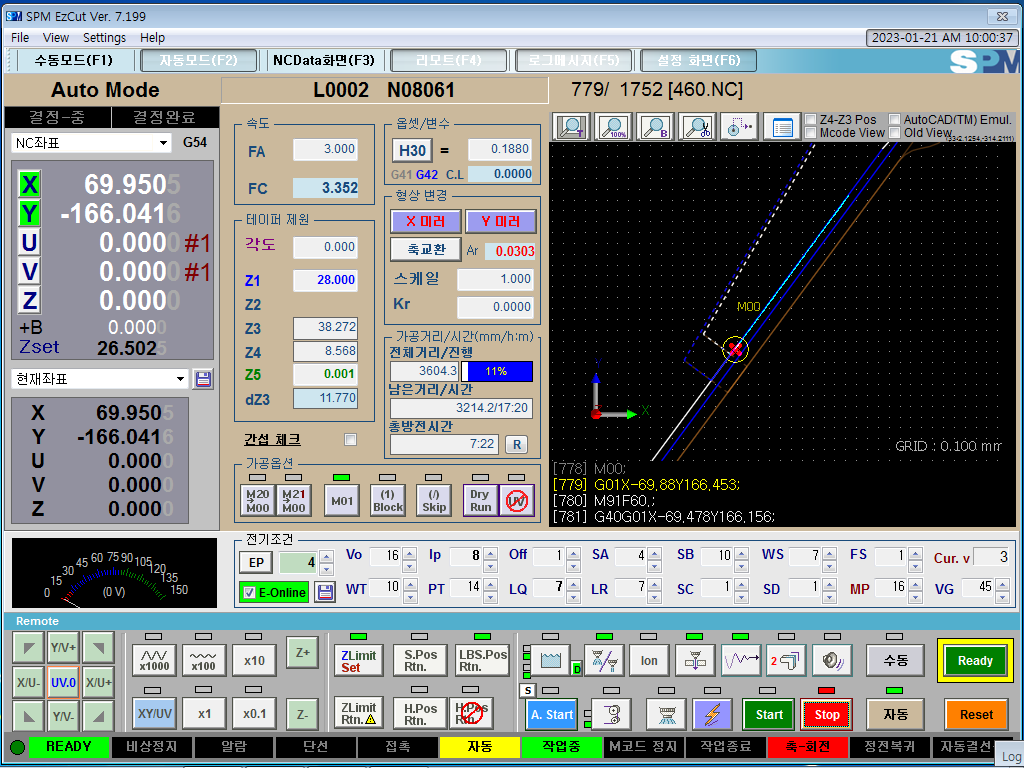 SPM EzCut Ver. 7.199
File View Settings Help
2023-01-21 AM 10:00:37
수동모드(F1) 자동모드(F2) NCData화면(F3) 리모트(F4) 로그메시지(F5) 설정 화면(F6)
SPM
Auto Mode
L0002 N08061
779/ 1752 [460.NC]
결정-중 결정완료
NC좌표 G54
X 69.9505
Y -166.0416
U 0.0000 #1
V 0.0000 #1
Z 0.0000
+B 0.0000
Zset 26.5025
현재좌표
X 69.9505
Y -166.0416
U 0.0000
V 0.0000
Z 0.0000
속도
FA 3.000
FC 3.352
테이퍼 제원
각도 0.000
Z1 28.000
Z2
Z3 38.272
Z4 8.568
Z5 0.001
dZ3 11.770
간섭 체크
옵셋/변수
H30 = 0.1880
G41 G42 C.L 0.0000
형상 변경
X 미러 Y 미러
축교환 Ar 0.0303
스케일 1.000
Kr 0.0000
가공거리/시간(mm/h:m)
전체거리/진행
3604.3 11%
남은거리/시간
3214.2/17:20
총방전시간
7:22 R
가공옵션
M20 → M00 M21 → M00 M01 (1) Block (/) Skip Dry Run UV
T 100% B
Z4-Z3 Pos AutoCAD(TM) Emul.
Mcode View Old View
M00
X
GRID : 0.100 mm
[778] M00;
[779] G01X-69,88Y166,453;
[780] M91F60,;
[781] G40G01X-69,478Y166,156;
0 15 30 45 60 75 90 105 120 135 150
(0 V)
전기조건
EP 4 Vo 16 Ip 8 Off 1 SA 4 SB 10 WS 7 FS 1 Cur. v 3
E-Online WT 10 PT 14 LQ 7 LR 7 SC 1 SD 1 MP 16 VG 45
Remote
Y/V+ x1000 x100 x10 Z+ ZLimit Set S.Pos Rtn. LBS.Pos Rtn. D Ion 2 수동 Ready
X/U- UV.0 X/U+
S
Y/V- XY/UV x1 x0.1 Z- ZLimit Rtn. H.Pos Rtn. H.Pos Rtn. A. Start Start Stop 자동 Reset
READY 비상정지 알람 단선 접촉 자동 작업중 M코드 정지 작업종료 축-회전 정전복귀 자동결선
Log